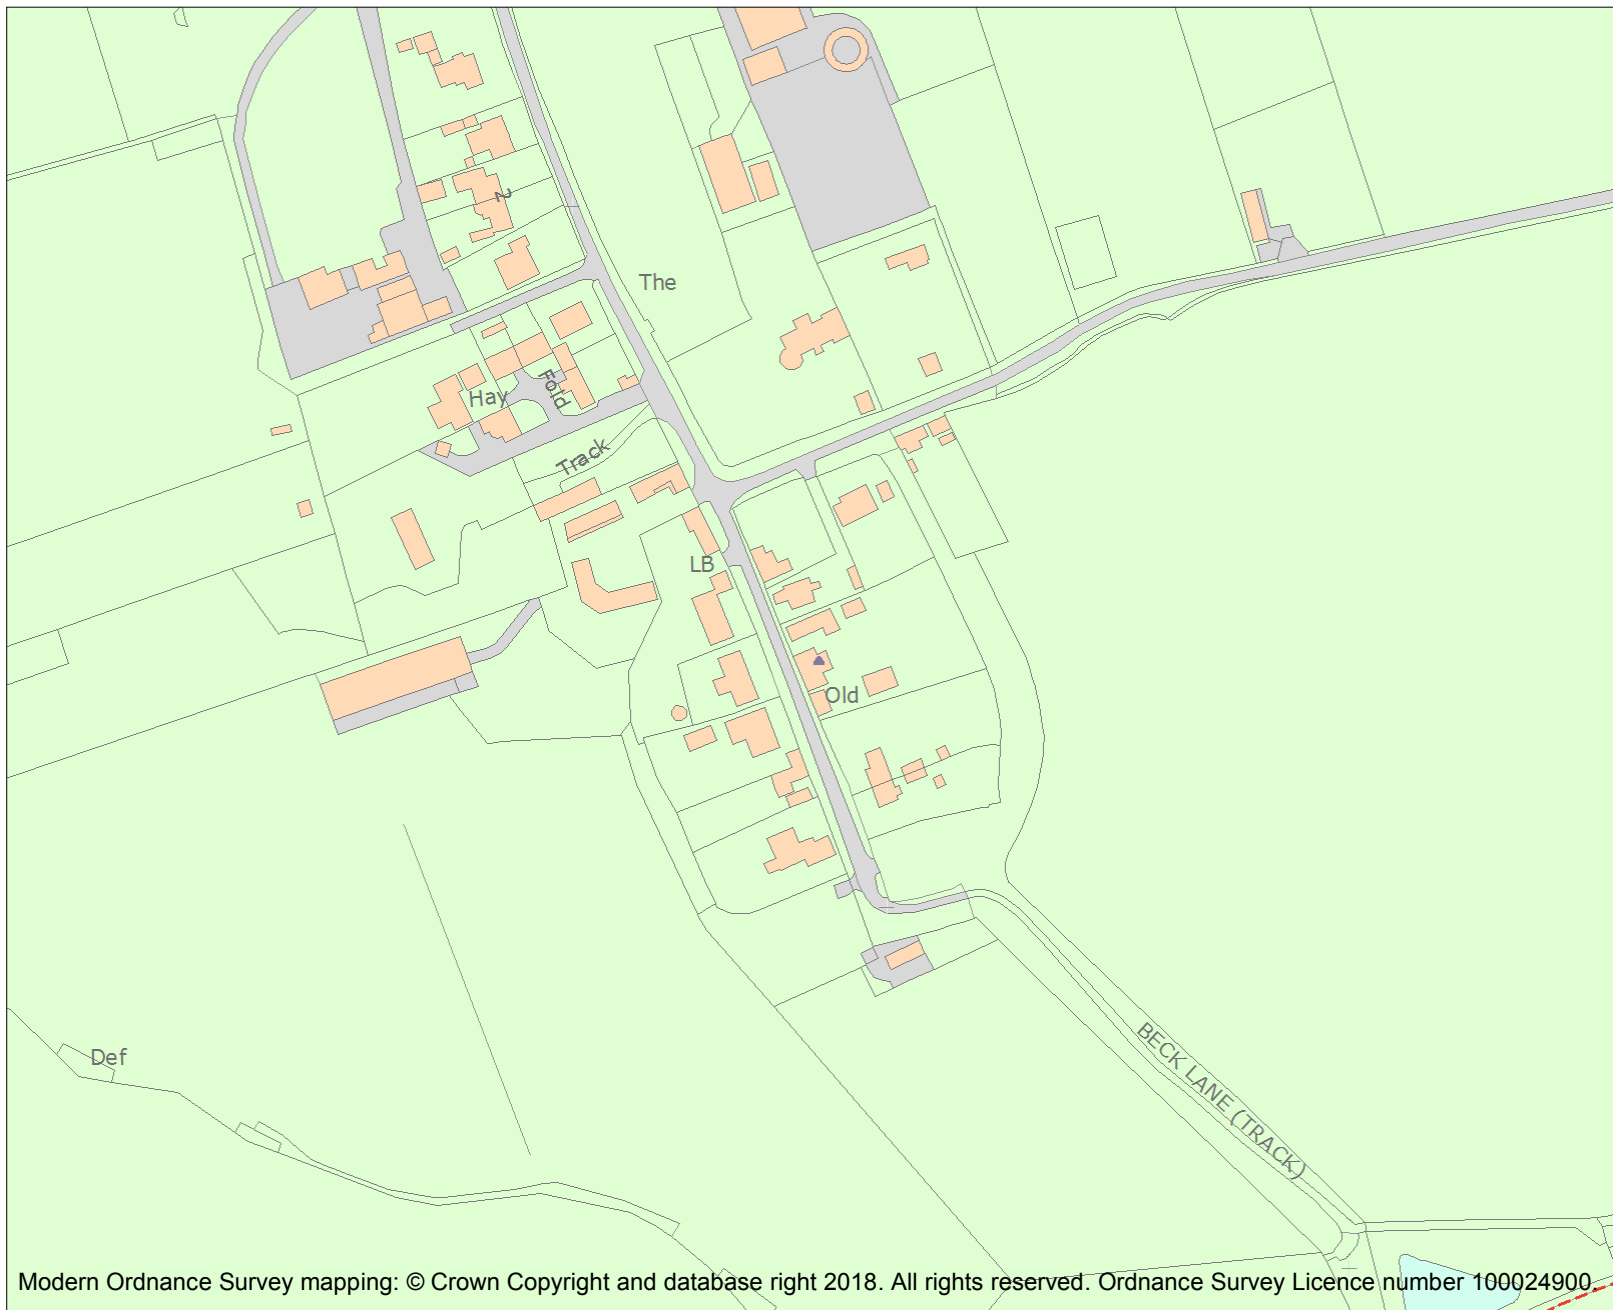 2
The
Hay
Fold
Track
LB
Old
Def
BECK LANE (TRACK)
Modern Ordnance Survey mapping: © Crown Copyright and database right 2018. All rights reserved. Ordnance Survey Licence number 100024900.